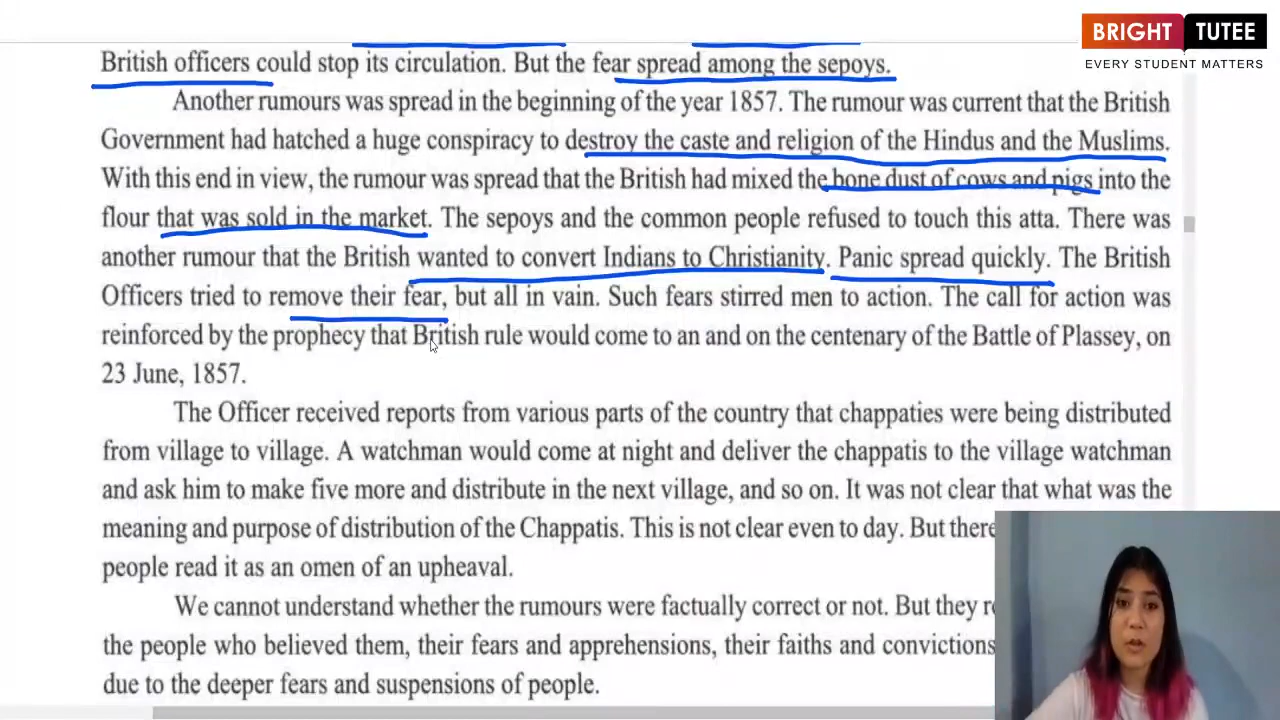 BRIGHT TUTEE
EVERY STUDENT MATTERS
British officers could stop its circulation. But the fear spread among the sepoys.
Another rumours was spread in the beginning of the year 1857. The rumour was current that the British
Government had hatched a huge conspiracy to destroy the caste and religion of the Hindus and the Muslims.
With this end in view, the rumour was spread that the British had mixed the bone dust of cows and pigs into the
flour that was sold in the market. The sepoys and the common people refused to touch this atta. There was
another rumour that the British wanted to convert Indians to Christianity. Panic spread quickly. The British
Officers tried to remove their fear, but all in vain. Such fears stirred men to action. The call for action was
reinforced by the prophecy that British rule would come to an and on the centenary of the Battle of Plassey, on
23 June, 1857.
The Officer received reports from various parts of the country that chappaties were being distributed
from village to village. A watchman would come at night and deliver the chappatis to the village watchman
and ask him to make five more and distribute in the next village, and so on. It was not clear that what was the
meaning and purpose of distribution of the Chappatis. This is not clear even to day. But there
people read it as an omen of an upheaval.
We cannot understand whether the rumours were factually correct or not. But they
the people who believed them, their fears and apprehensions, their faiths and convictions
due to the deeper fears and suspensions of people.